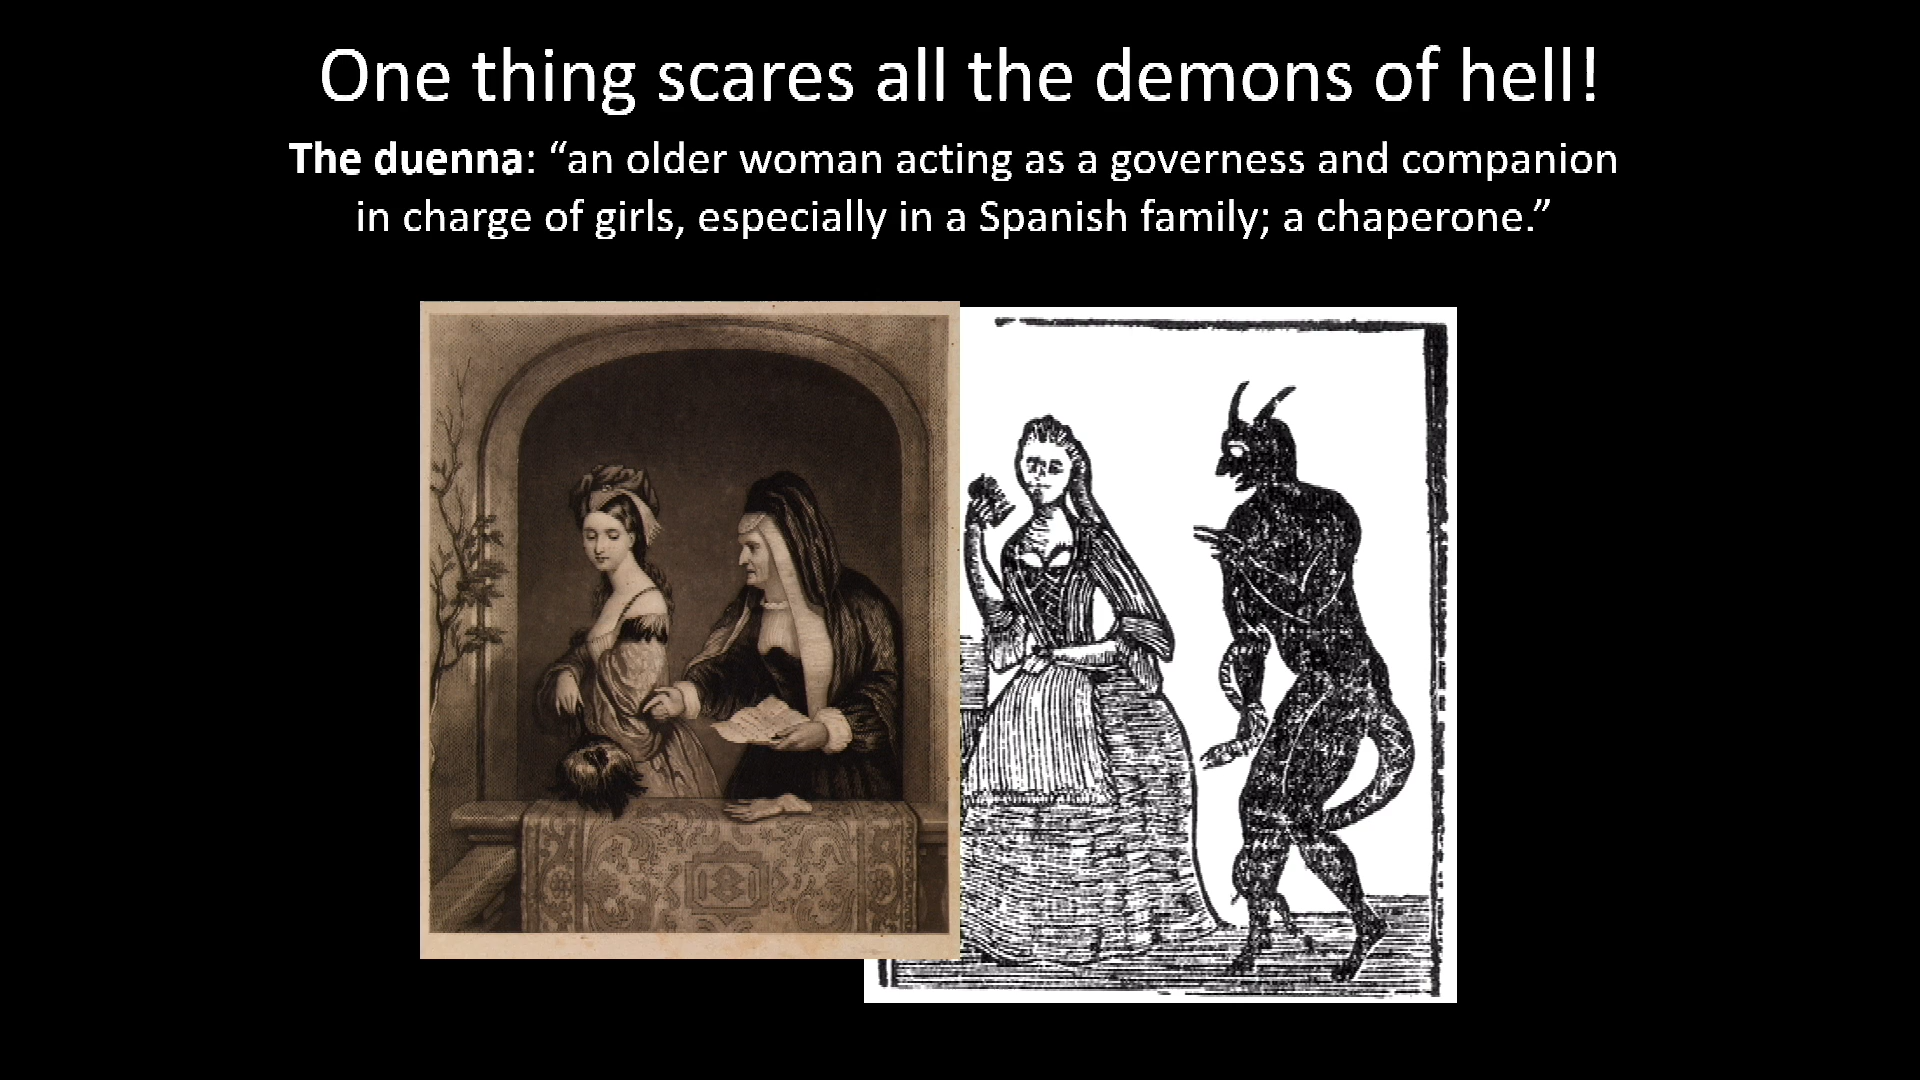 One thing scares all the demons of hell!
The duenna: “an older woman acting as a governess and companion
in charge of girls, especially in a Spanish family; a chaperone.”